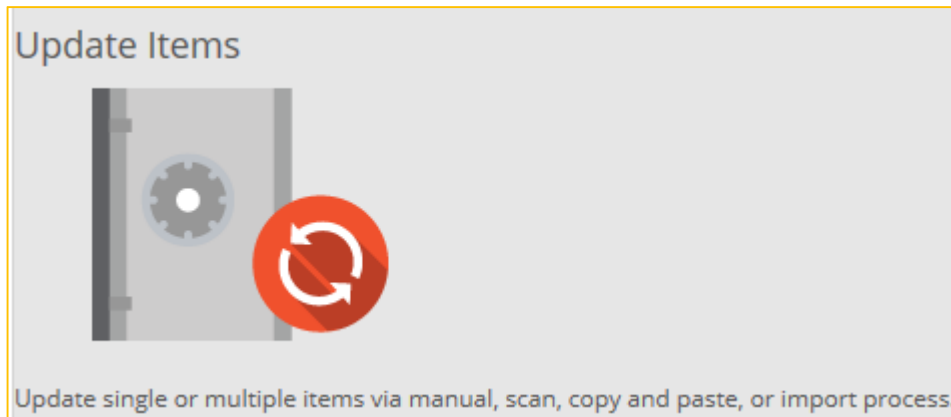 Update Items
Update single or multiple items via manual, scan, copy and paste, or import process